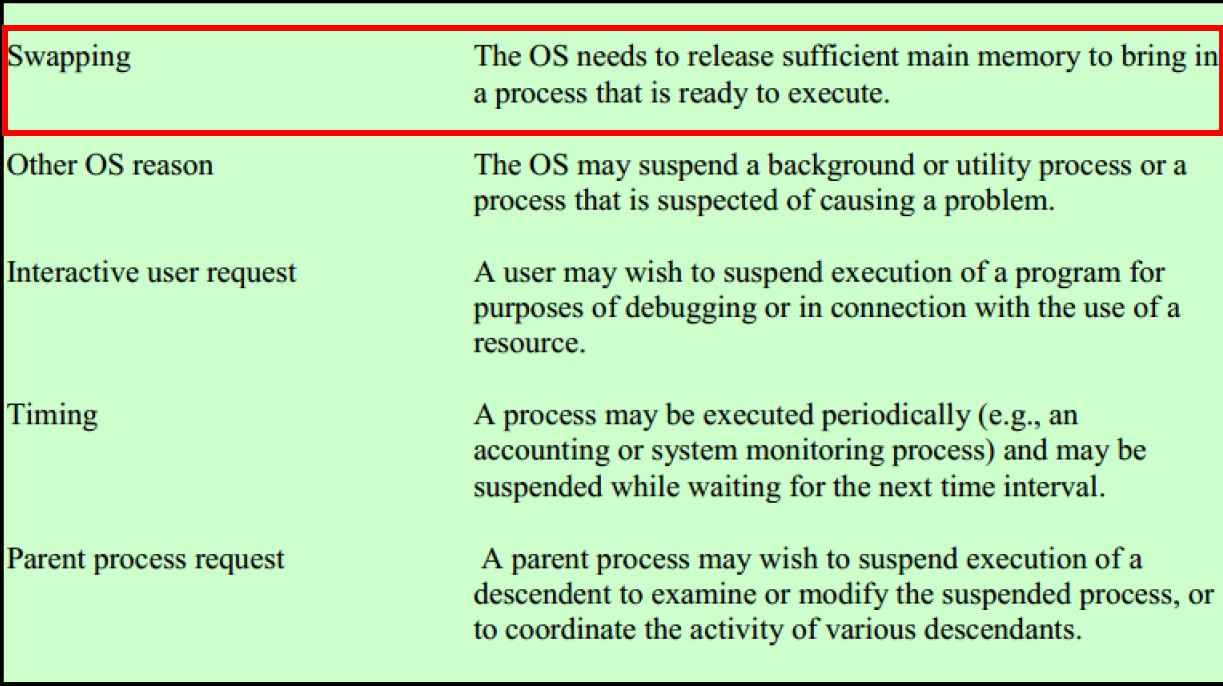 Swapping The OS needs to release sufficient main memory to bring in
a process that is ready to execute.
Other OS reason The OS may suspend a background or utility process or a
process that is suspected of causing a problem.
Interactive user request A user may wish to suspend execution of a program for
purposes of debugging or in connection with the use of a
resource.
Timing A process may be executed periodically (e.g., an
accounting or system monitoring process) and may be
suspended while waiting for the next time interval.
Parent process request A parent process may wish to suspend execution of a
descendent to examine or modify the suspended process, or
to coordinate the activity of various descendants.